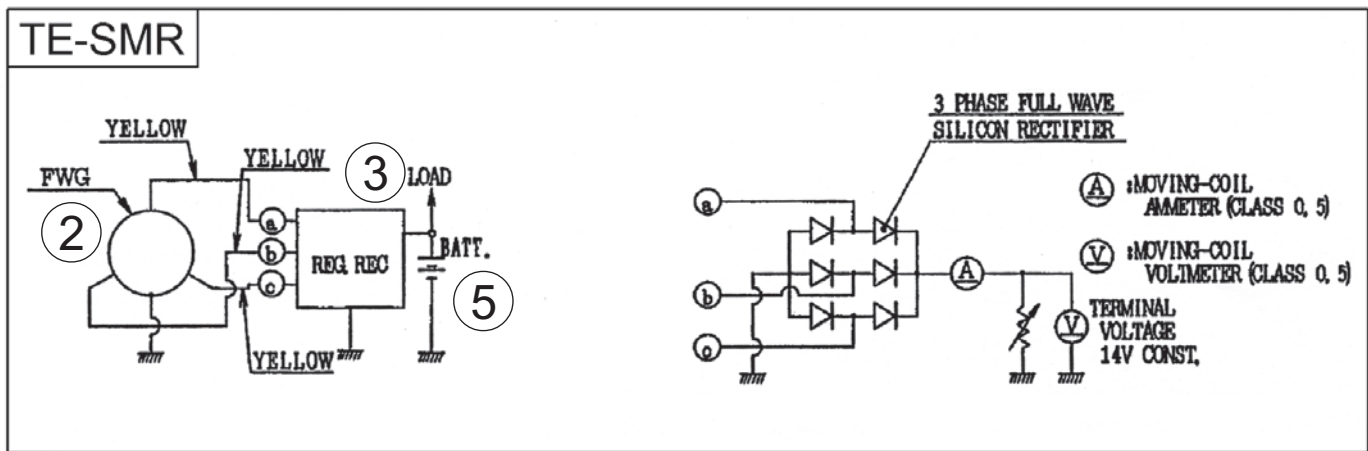 TE-SMR
YELLOW
YELLOW
FWG
2
3
LOAD
a
b
c
REG. REC
BATT.
5
YELLOW
3 PHASE FULL WAVE
SILICON RECTIFIER
a
b
c
A
V
TERMINAL
VOLTAGE
14V CONST.
A :MOVING-COIL
AMMETER (CLASS 0, 5)
V :MOVING-COIL
VOLTMETER (CLASS 0, 5)